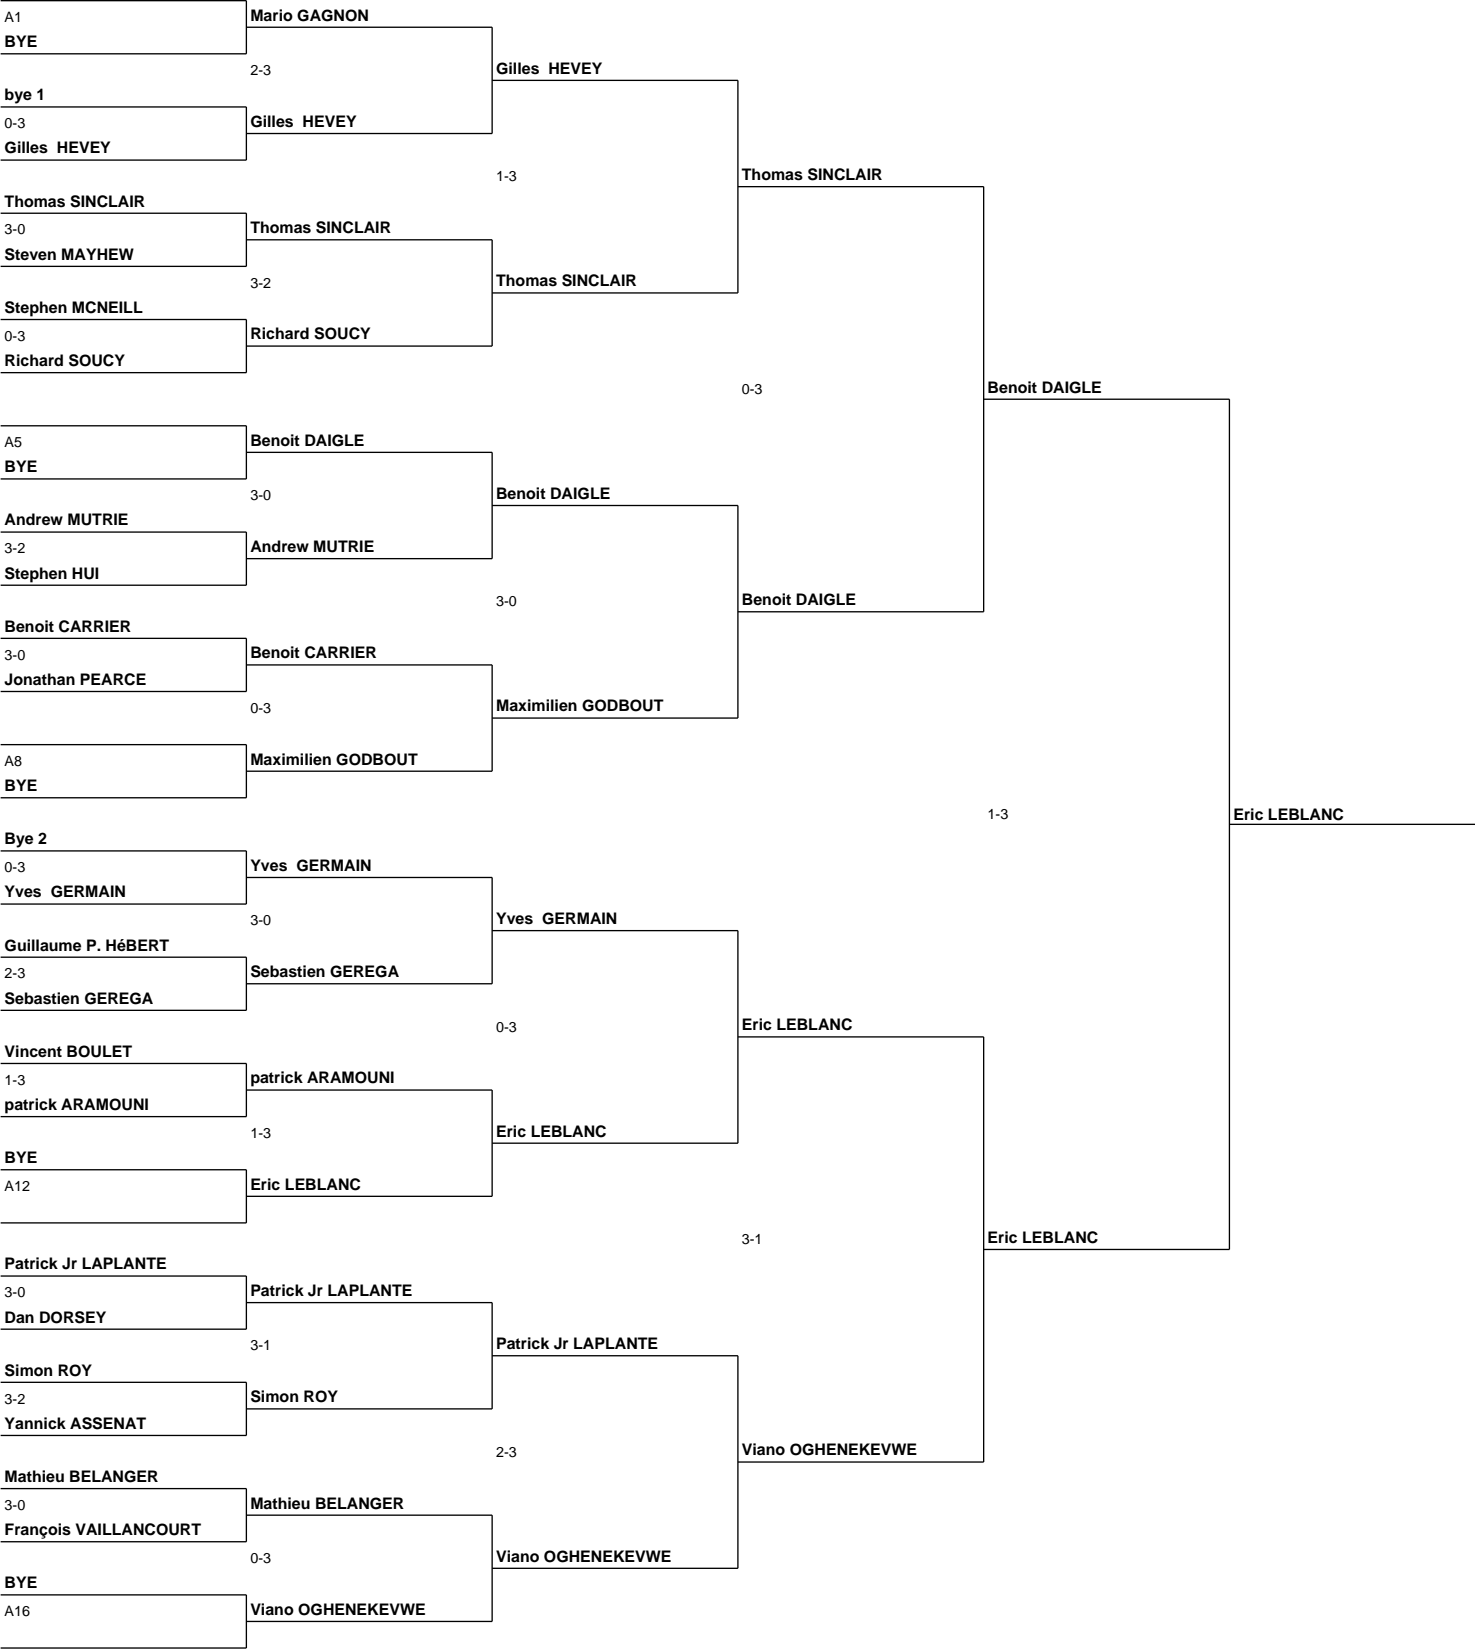 A1
Mario GAGNON
BYE
2-3
Gilles  HEVEY
bye 1
0-3
Gilles  HEVEY
Gilles  HEVEY
1-3
Thomas SINCLAIR
Thomas SINCLAIR
3-0
Thomas SINCLAIR
Steven MAYHEW
3-2
Thomas SINCLAIR
Stephen MCNEILL
0-3
Richard SOUCY
Richard SOUCY
0-3
Benoit DAIGLE
A5
Benoit DAIGLE
BYE
3-0
Benoit DAIGLE
Andrew MUTRIE
3-2
Andrew MUTRIE
Stephen HUI
3-0
Benoit DAIGLE
Benoit CARRIER
3-0
Benoit CARRIER
Jonathan PEARCE
0-3
Maximilien GODBOUT
A8
Maximilien GODBOUT
BYE
1-3
Eric LEBLANC
Bye 2
0-3
Yves  GERMAIN
Yves  GERMAIN
3-0
Yves  GERMAIN
Guillaume P. HéBERT
2-3
Sebastien GEREGA
Sebastien GEREGA
0-3
Eric LEBLANC
Vincent BOULET
1-3
patrick ARAMOUNI
patrick ARAMOUNI
1-3
Eric LEBLANC
BYE
A12
Eric LEBLANC
3-1
Eric LEBLANC
Patrick Jr LAPLANTE
3-0
Patrick Jr LAPLANTE
Dan DORSEY
3-1
Patrick Jr LAPLANTE
Simon ROY
3-2
Simon ROY
Yannick ASSENAT
2-3
Viano OGHENEKEVWE
Mathieu BELANGER
3-0
Mathieu BELANGER
François VAILLANCOURT
0-3
Viano OGHENEKEVWE
BYE
A16
Viano OGHENEKEVWE